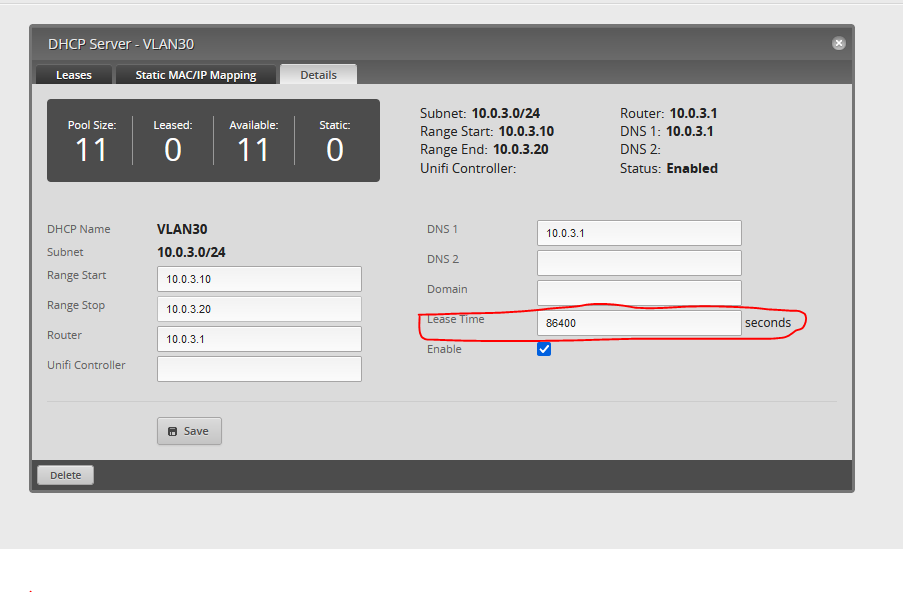 DHCP Server - VLAN30
Leases Static MAC/IP Mapping Details
Pool Size: Leased: Available: Static:
11 0 11 0
Subnet: 10.0.3.0/24
Range Start: 10.0.3.10
Range End: 10.0.3.20
Unifi Controller:
Router: 10.0.3.1
DNS 1: 10.0.3.1
DNS 2:
Status: Enabled
DHCP Name VLAN30
Subnet 10.0.3.0/24
Range Start 10.0.3.10
Range Stop 10.0.3.20
Router 10.0.3.1
Unifi Controller
DNS 1 10.0.3.1
DNS 2
Domain
Lease Time 86400 seconds
Enable
Save
Delete